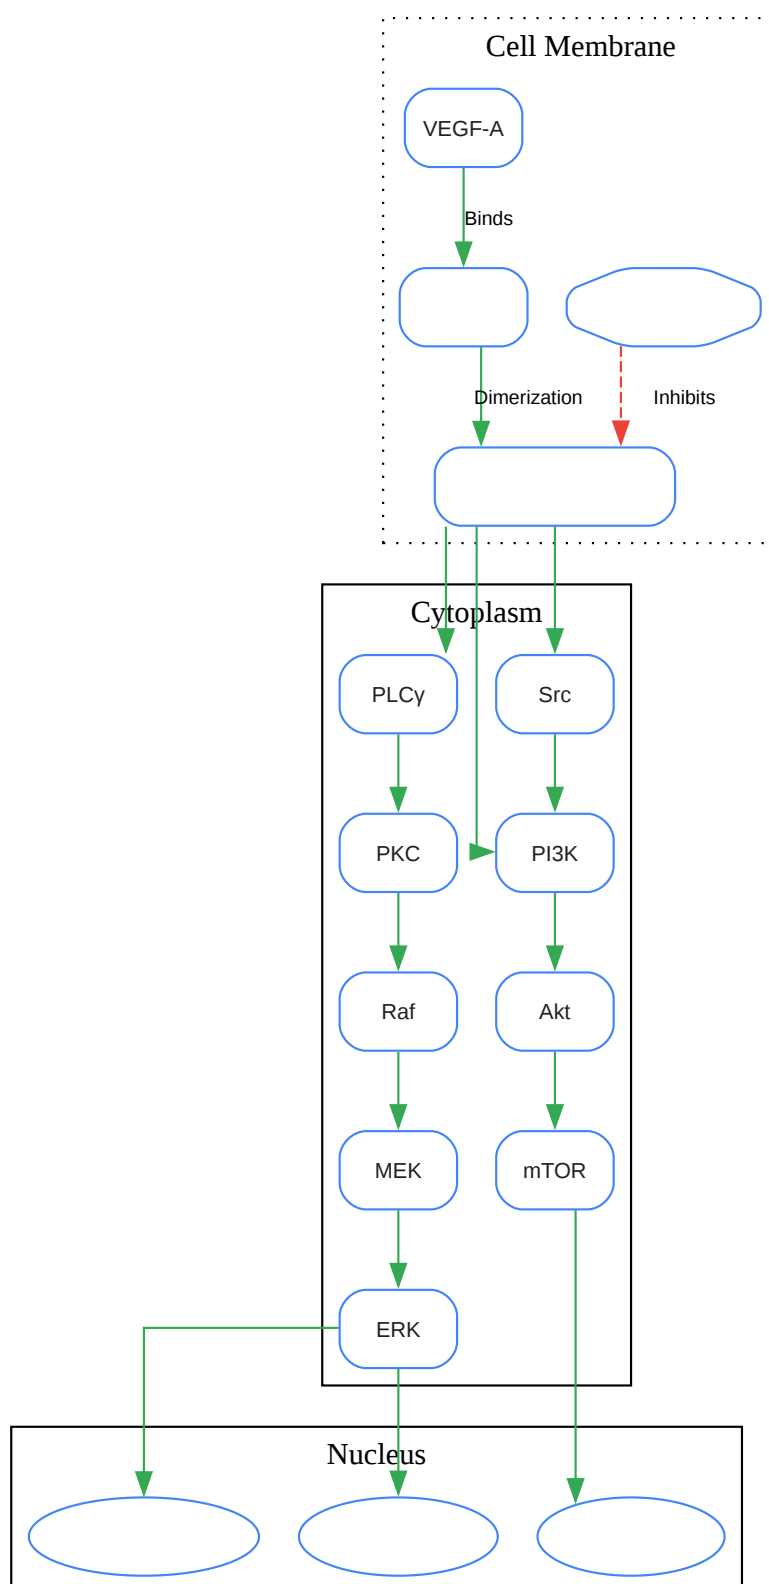 Cell Membrane
VEGF-A
Binds
Dimerization
Inhibits
Cytoplasm
PLCγ
Src
PKC
PI3K
Raf
Akt
MEK
mTOR
ERK
Nucleus